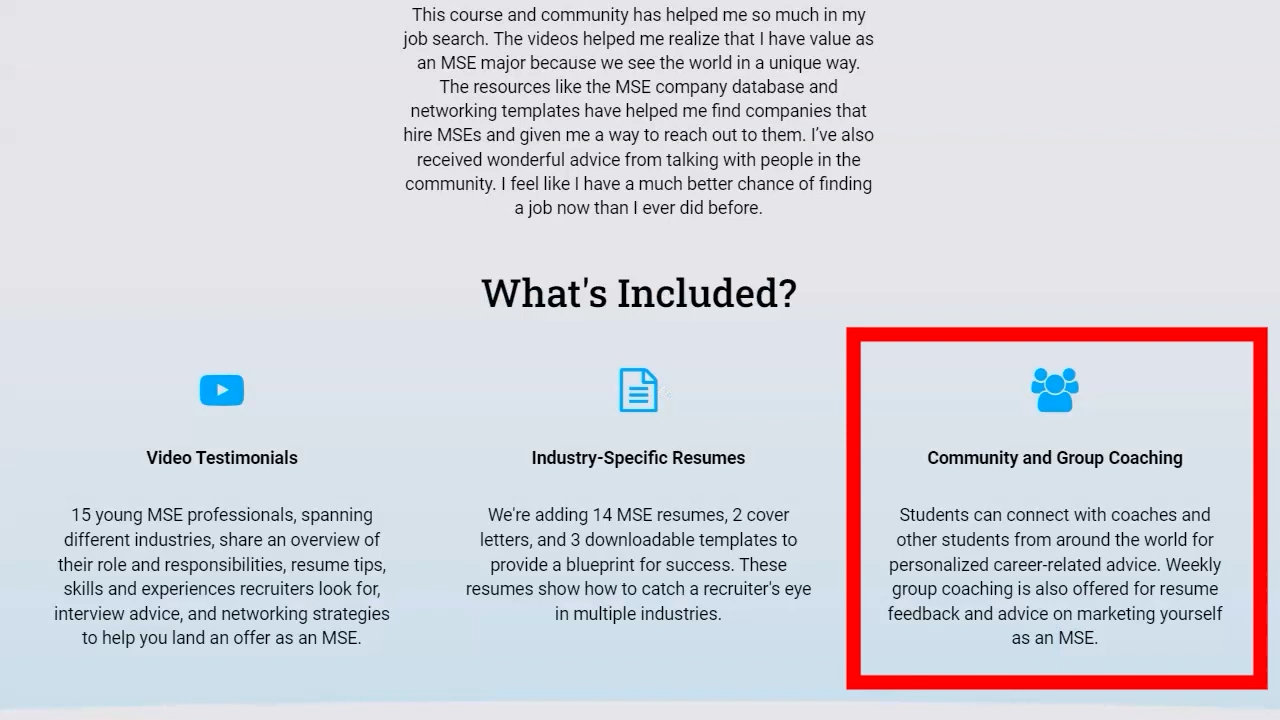 This course and community has helped me so much in my
job search. The videos helped me realize that I have value as
an MSE major because we see the world in a unique way.
The resources like the MSE company database and
networking templates have helped me find companies that
hire MSEs and given me a way to reach out to them. I've also
received wonderful advice from talking with people in the
community. I feel like I have a much better chance of finding
a job now than I ever did before.
What's Included?
Video Testimonials
15 young MSE professionals, spanning
different industries, share an overview of
their role and responsibilities, resume tips,
skills and experiences recruiters look for,
interview advice, and networking strategies
to help you land an offer as an MSE.
Industry-Specific Resumes
We're adding 14 MSE resumes, 2 cover
letters, and 3 downloadable templates to
provide a blueprint for success. These
resumes show how to catch a recruiter's eye
in multiple industries.
Community and Group Coaching
Students can connect with coaches and
other students from around the world for
personalized career-related advice. Weekly
group coaching is also offered for resume
feedback and advice on marketing yourself
as an MSE.